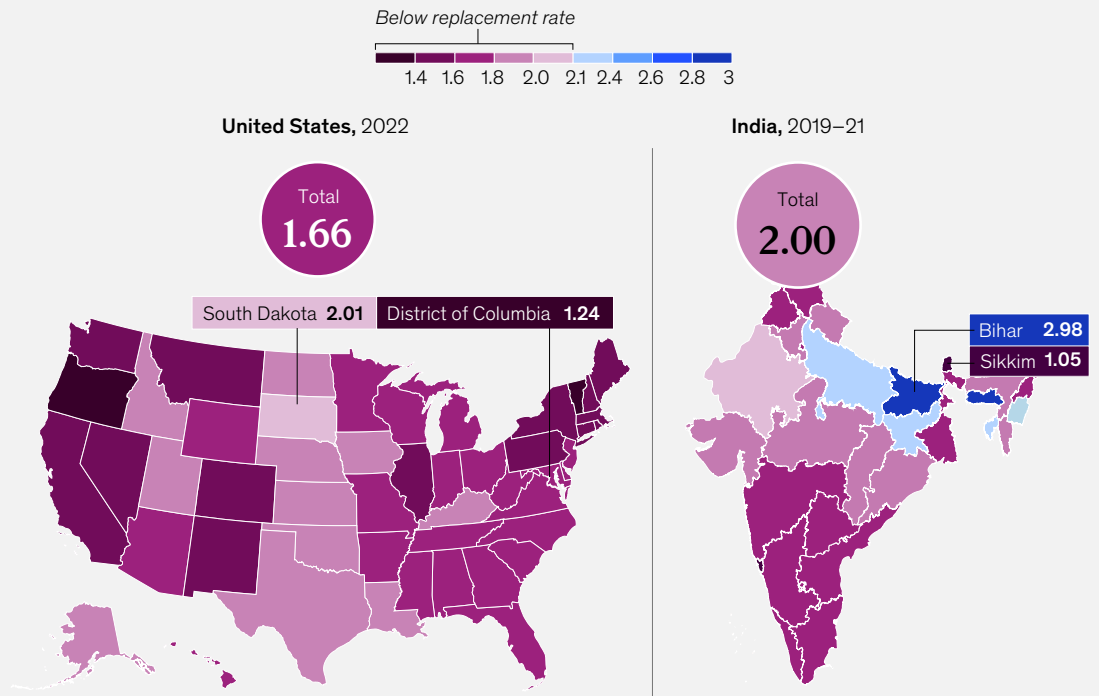 Below replacement rate
1.4 1.6 1.8 2.0 2.1 2.4 2.6 2.8 3
United States, 2022
Total
1.66
South Dakota 2.01
District of Columbia 1.24
India, 2019–21
Total
2.00
Bihar 2.98
Sikkim 1.05